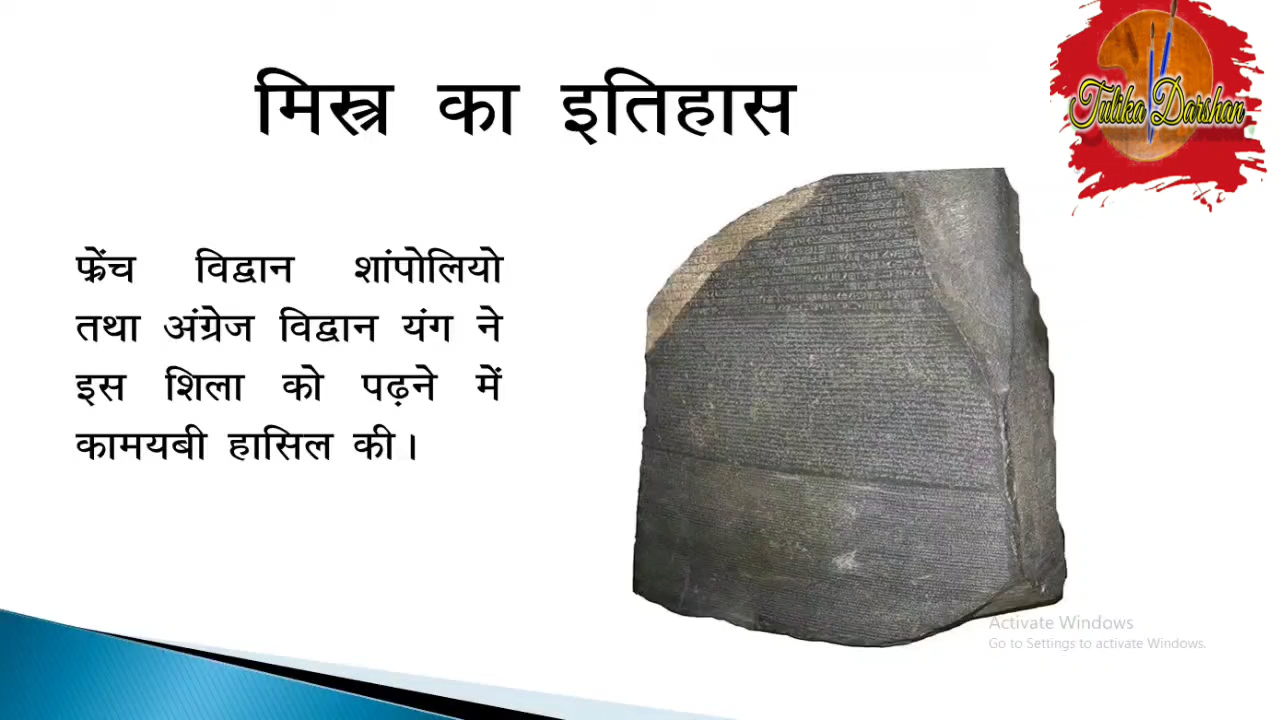 मिस्त्र का इतिहास
Tulika Darshan
फ्रेंच विद्वान शांपोलियो
तथा अंग्रेज विद्वान यंग ने
इस शिला को पढ़ने में
कामयबी हासिल की।
Activate Windows
Go to Settings to activate Windows.